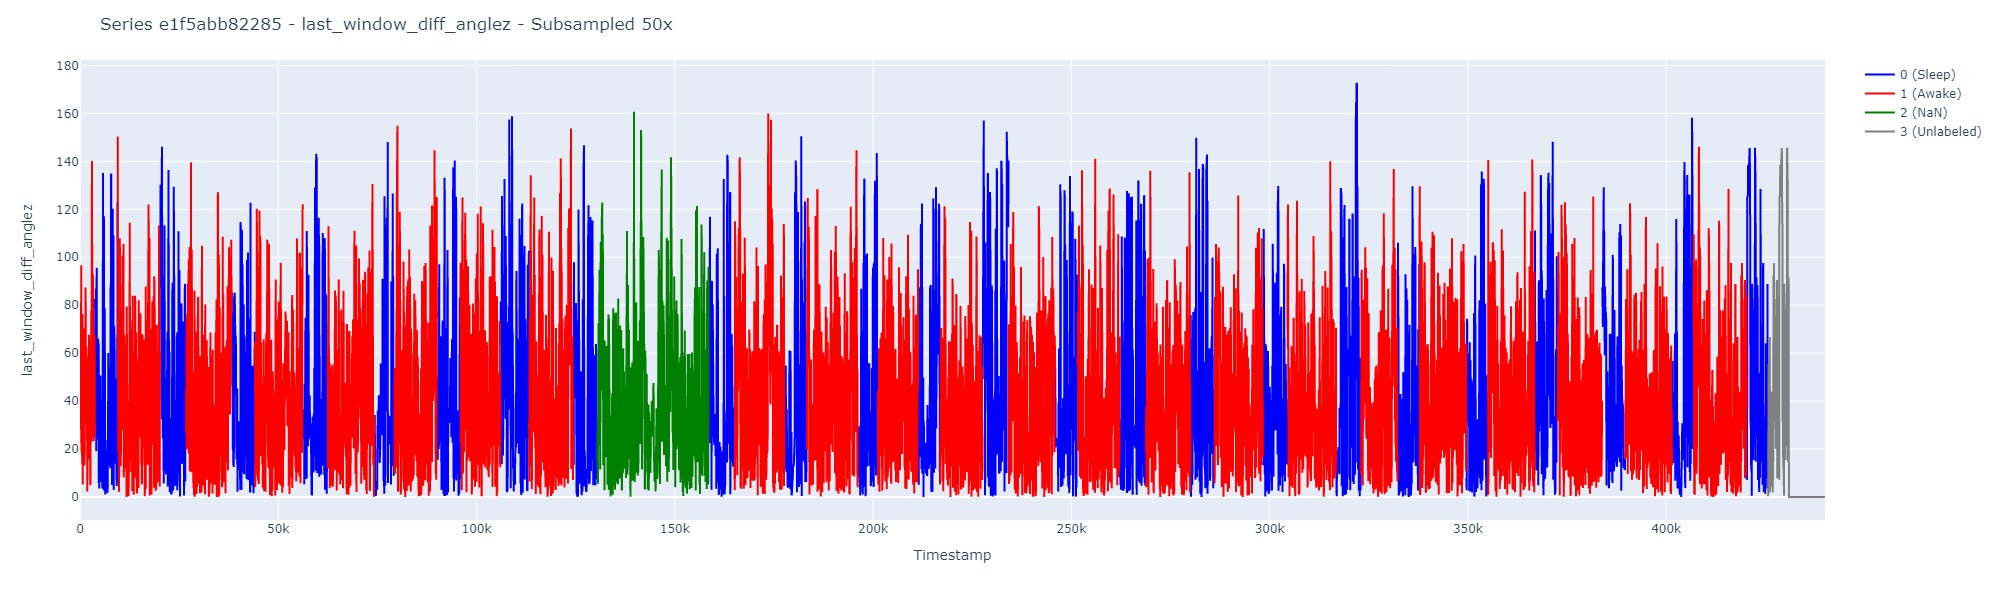 Series e1f5abb82285 - last_window_diff_anglez - Subsampled 50x
180
160
140
120
100
80
60
40
20
0
last_window_diff_anglez
0
50k
100k
150k
200k
250k
300k
350k
400k
Timestamp
0 (Sleep)
1 (Awake)
2 (NaN)
3 (Unlabeled)